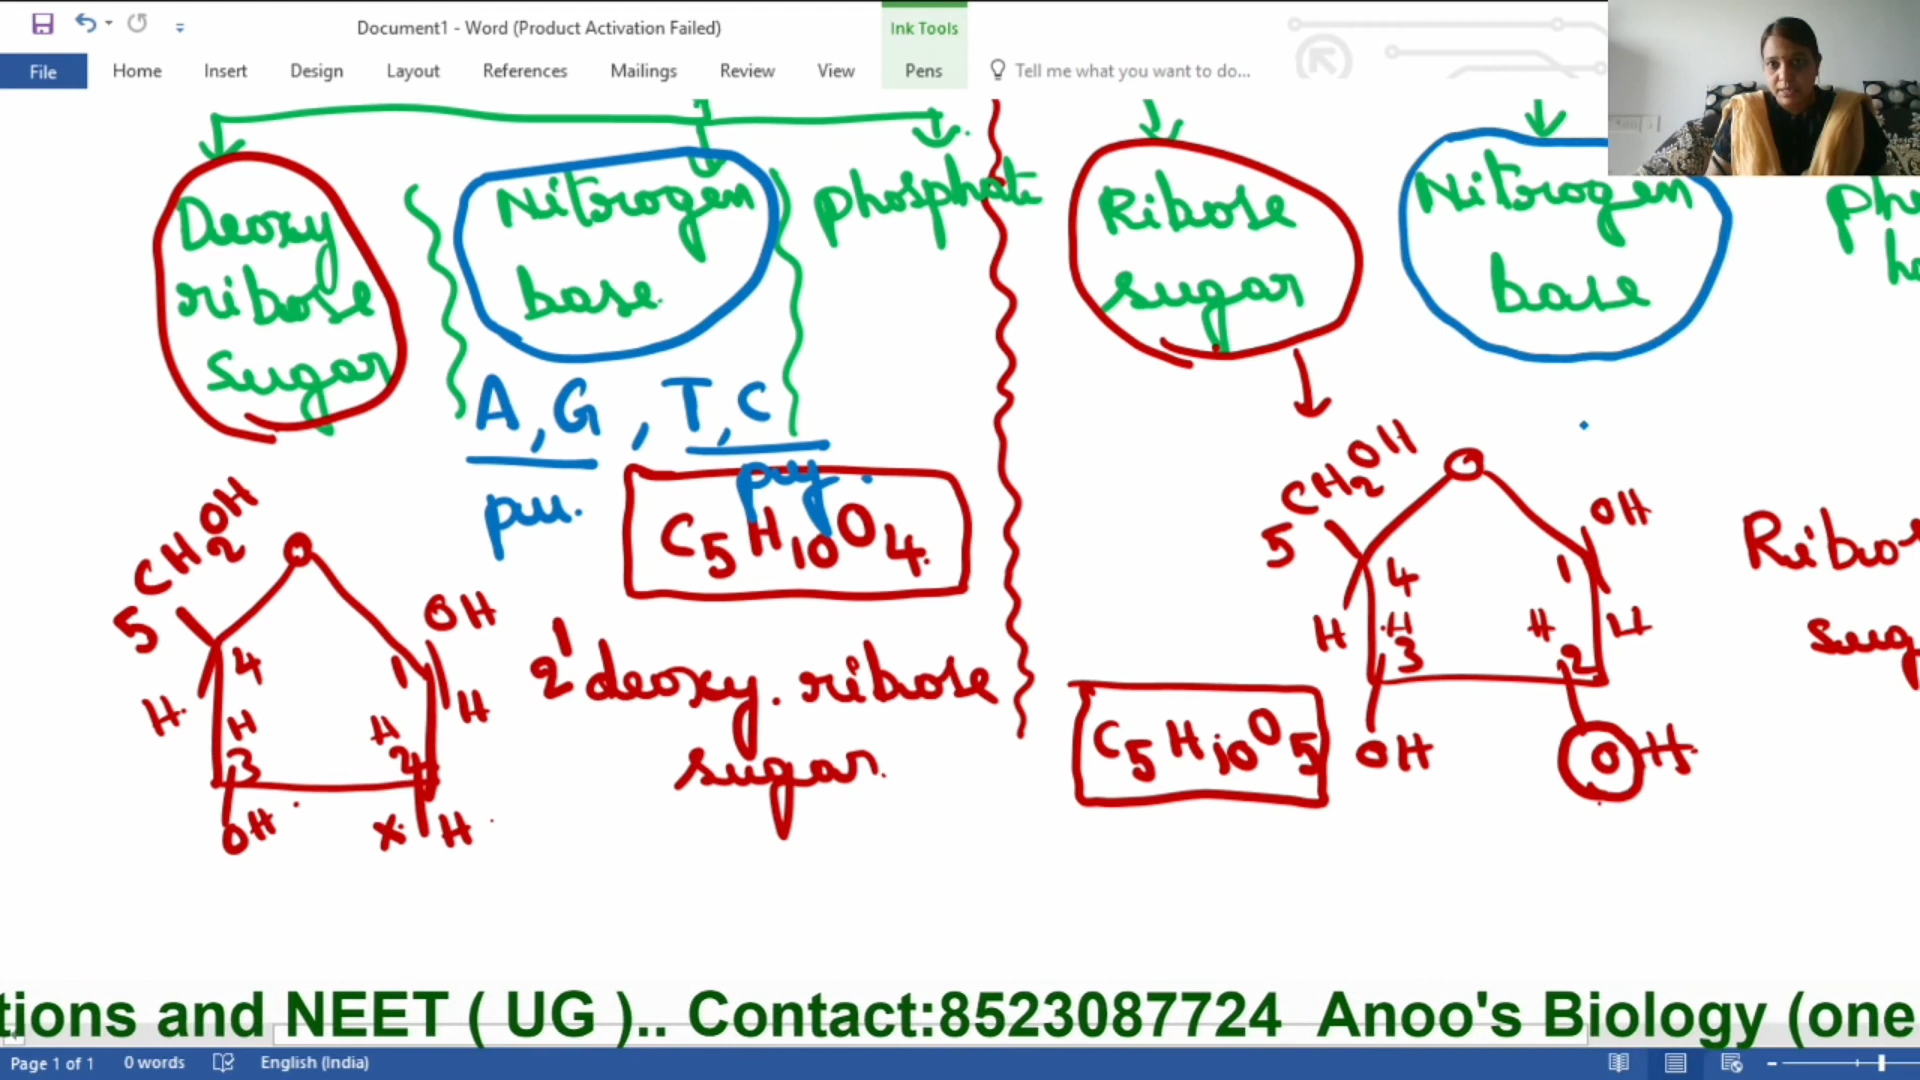 Document1 - Word (Product Activation Failed)
Ink Tools
File
Home
Insert
Design
Layout
References
Mailings
Review
View
Pens
Tell me what you want to do...
Deoxy
ribose
Sugar
Nitrogen
base.
phosphate
A, G, T, C
pu.
py.
C5H10O4.
CH2OH
O
5
4
1
OH
H.
H
H
H
3
2
OH
X.
H
2' deoxy. ribose
sugar.
Ribose
sugar
Nitrogen
base
CH2OH
O
OH
5
4
1
H
H
H
H
3
2
OH
OH
C5H10O5
tions and NEET ( UG ).. Contact:8523087724 Anoo's Biology (one
Page 1 of 1
0 words
English (India)